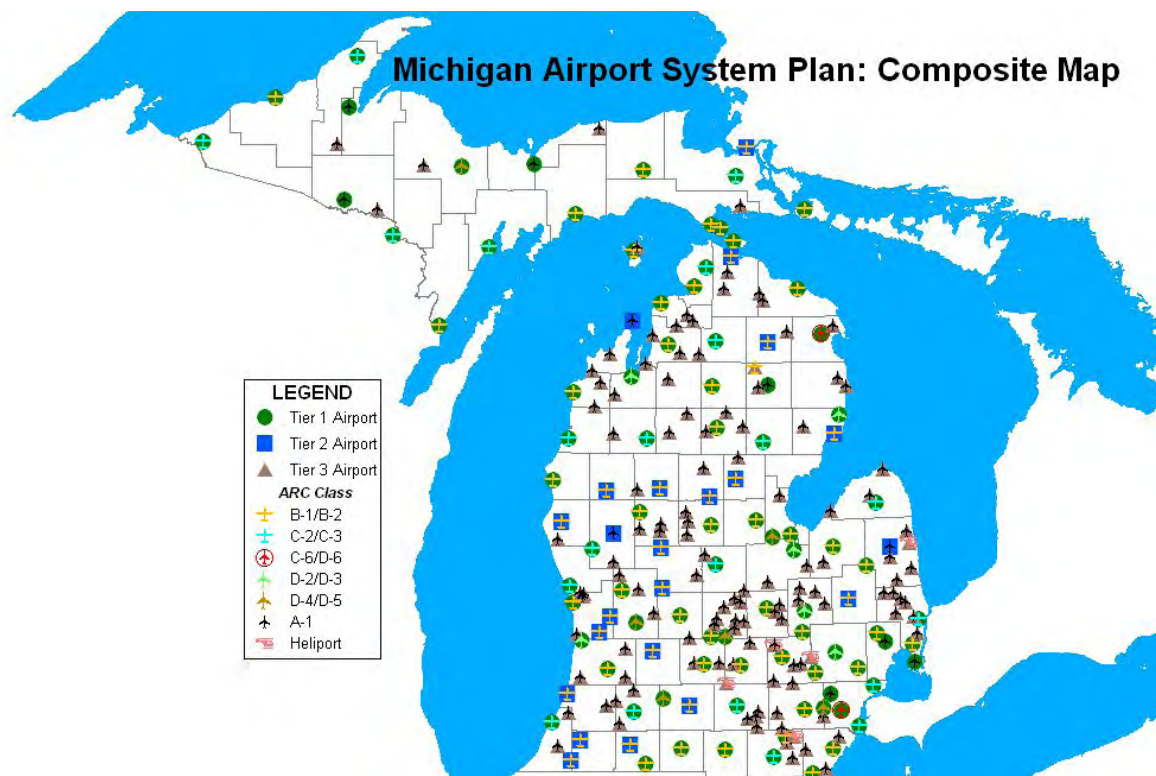 Michigan Airport System Plan: Composite Map
LEGEND
Tier 1 Airport
Tier 2 Airport
Tier 3 Airport
ARC Class
B-1/B-2
C-2/C-3
C-6/D-6
D-2/D-3
D-4/D-5
A-1
Heliport